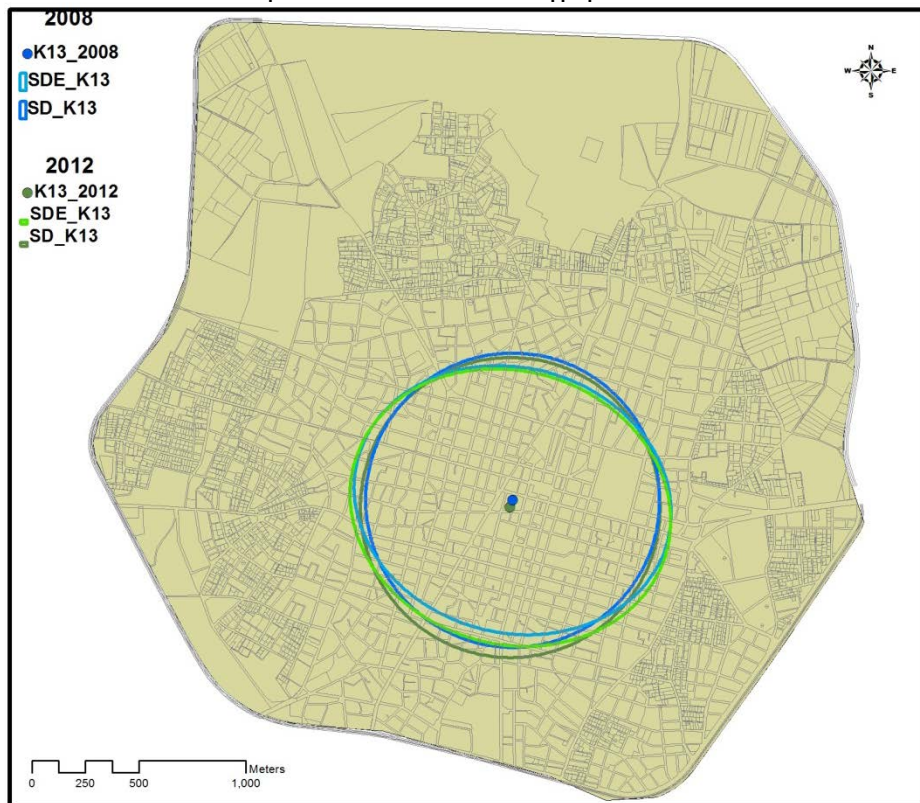 2008
K13_2008
SDE_K13
SD_K13
2012
K13_2012
SDE_K13
SD_K13
N
W E
S
Meters
0 250 500 1,000